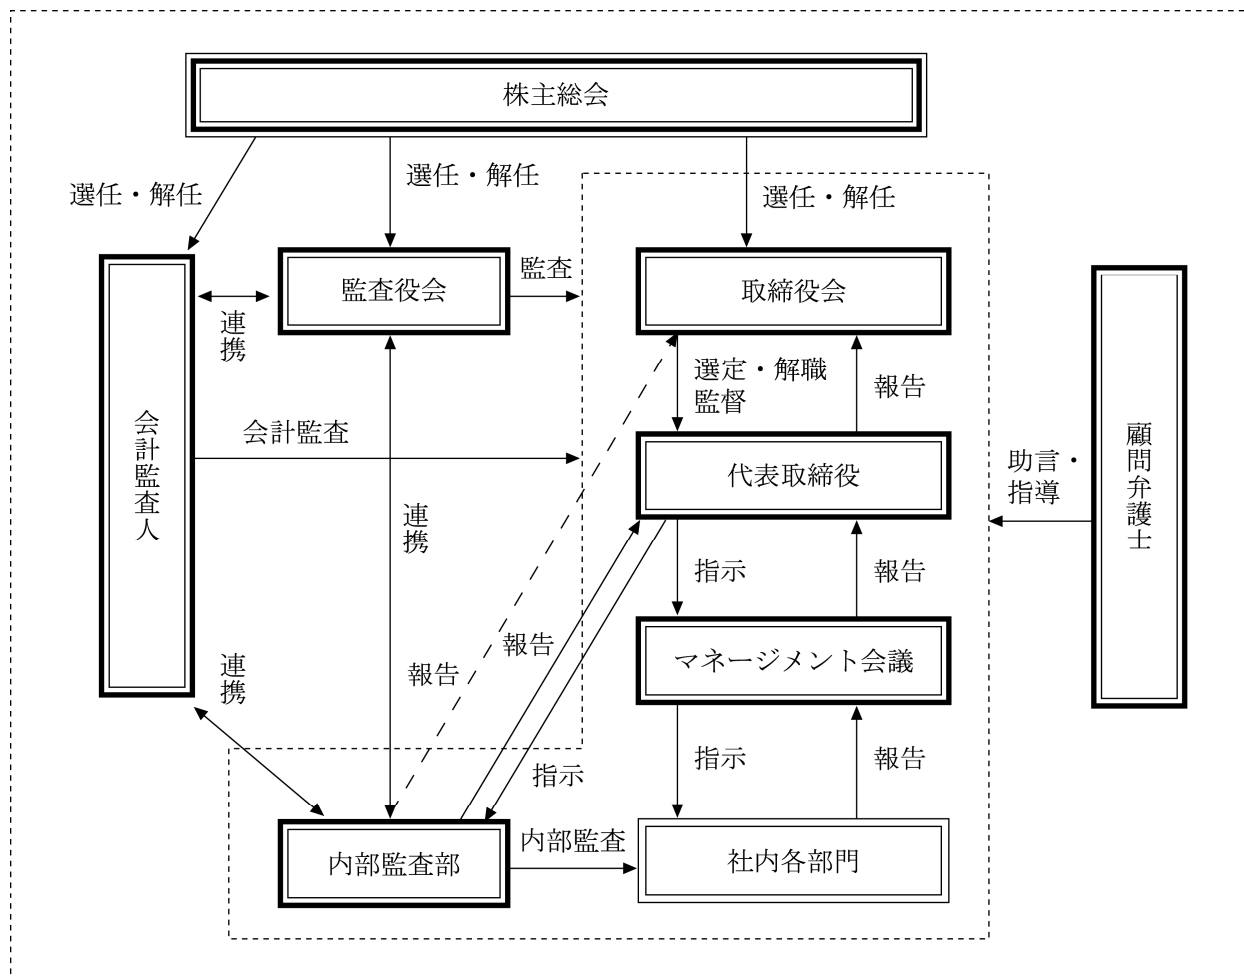 株主総会
選任・解任
選任・解任
選任・解任
監査役会
監査
取締役会
連携
選定・解職
監督
報告
会計監査人
会計監査
代表取締役
助言・
指導
顧問弁護士
連携
指示
報告
報告
報告
マネージメント会議
連携
指示
報告
指示
内部監査部
内部監査
社内各部門